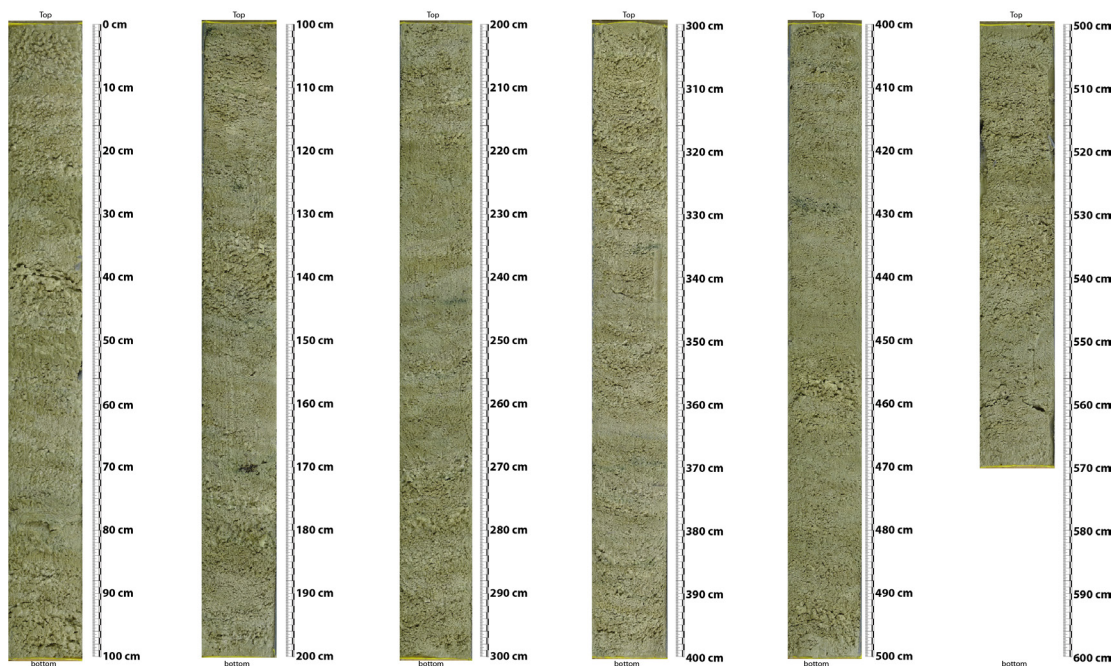 Top
0 cm
10 cm
20 cm
30 cm
40 cm
50 cm
60 cm
70 cm
80 cm
90 cm
100 cm
bottom
Top
100 cm
110 cm
120 cm
130 cm
140 cm
150 cm
160 cm
170 cm
180 cm
190 cm
200 cm
bottom
Top
200 cm
210 cm
220 cm
230 cm
240 cm
250 cm
260 cm
270 cm
280 cm
290 cm
300 cm
bottom
Top
300 cm
310 cm
320 cm
330 cm
340 cm
350 cm
360 cm
370 cm
380 cm
390 cm
400 cm
bottom
Top
400 cm
410 cm
420 cm
430 cm
440 cm
450 cm
460 cm
470 cm
480 cm
490 cm
500 cm
bottom
Top
500 cm
510 cm
520 cm
530 cm
540 cm
550 cm
560 cm
570 cm
580 cm
590 cm
600 cm
bottom